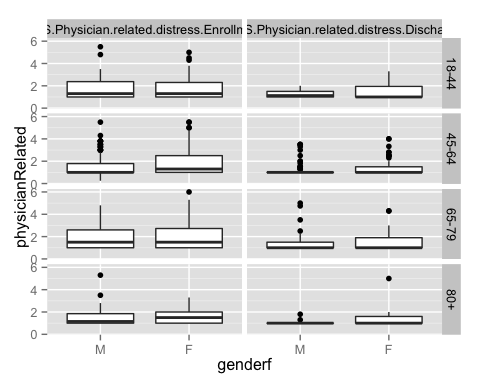 S.Physician.related.distress.Enrollm
S.Physician.related.distress.Discha
6
4
2
0
18-44
6
4
2
0
45-64
6
4
2
0
65-79
6
4
2
0
80+
physicianRelated
M
F
M
F
genderf